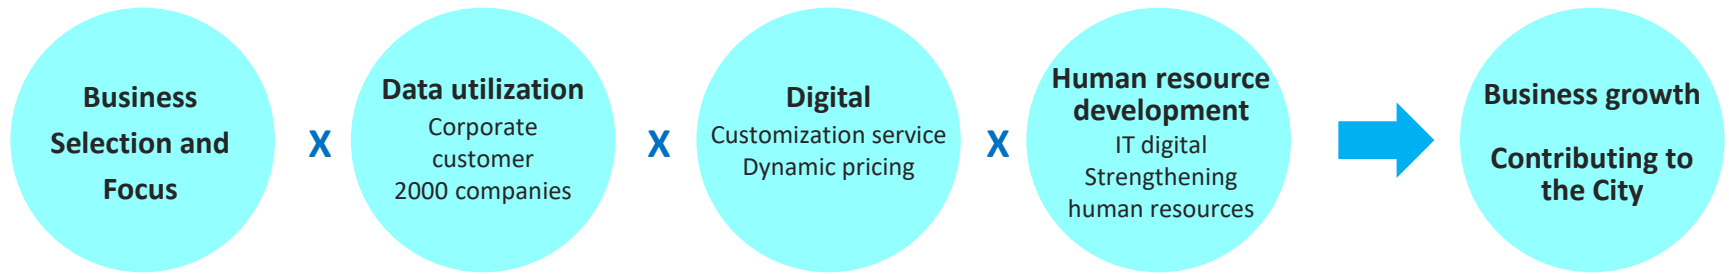 Business
Selection and
Focus
X
Data utilization
Corporate
customer
2000 companies
X
Digital
Customization service
Dynamic pricing
X
Human resource
development
IT digital
Strengthening
human resources
Business growth
Contributing to
the City